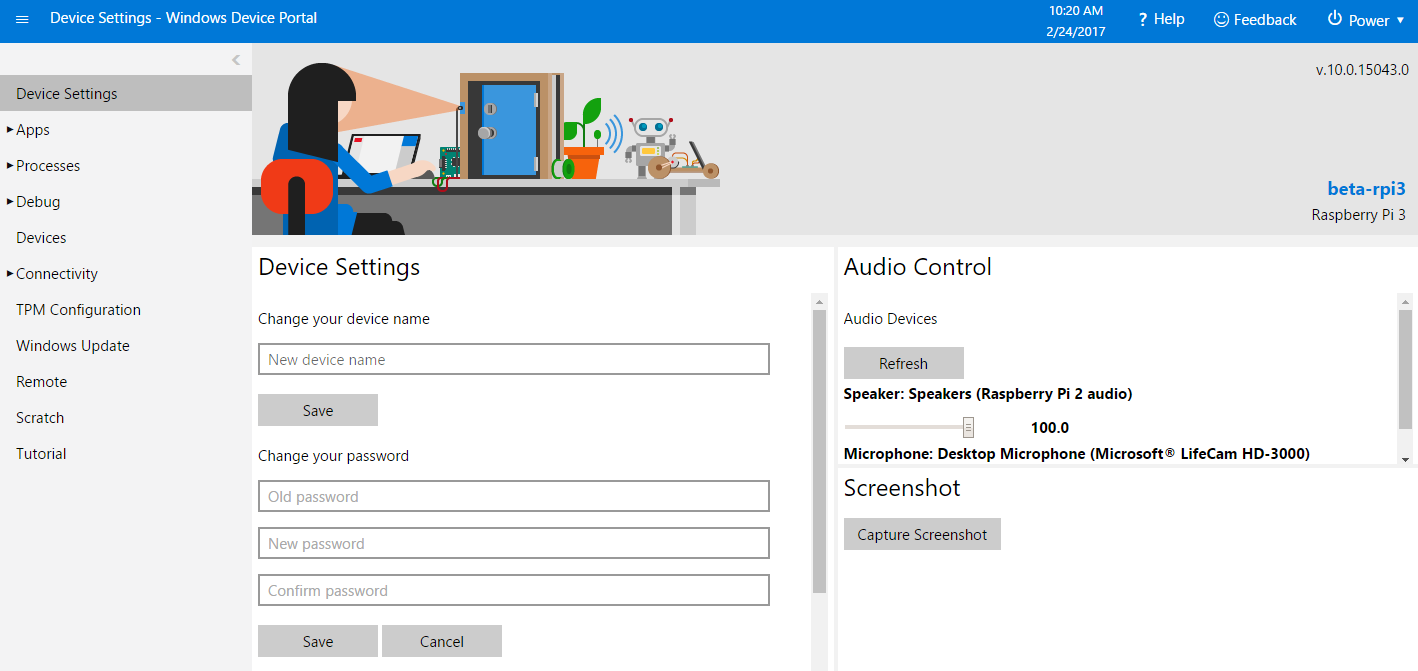 Device Settings - Windows Device Portal
10:20 AM
2/24/2017
? Help
Feedback
Power
Device Settings
Apps
Processes
Debug
Devices
Connectivity
TPM Configuration
Windows Update
Remote
Scratch
Tutorial
v.10.0.15043.0
beta-rpi3
Raspberry Pi 3
Device Settings
Change your device name
New device name
Save
Change your password
Old password
New password
Confirm password
Save Cancel
Audio Control
Audio Devices
Refresh
Speaker: Speakers (Raspberry Pi 2 audio)
100.0
Microphone: Desktop Microphone (Microsoft® LifeCam HD-3000)
Screenshot
Capture Screenshot